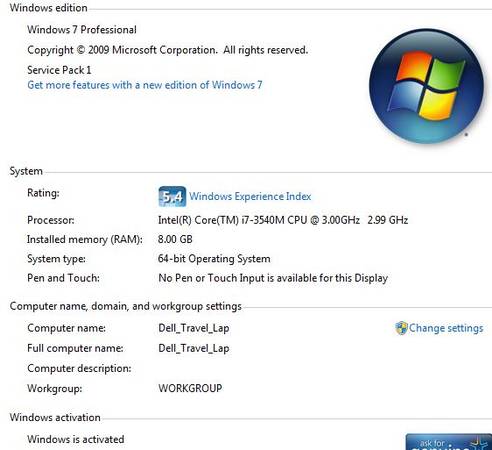 Windows edition
Windows 7 Professional
Copyright © 2009 Microsoft Corporation.  All rights reserved.
Service Pack 1
Get more features with a new edition of Windows 7
System
Rating: 5.4 Windows Experience Index
Processor: Intel(R) Core(TM) i7-3540M CPU @ 3.00GHz   2.99 GHz
Installed memory (RAM): 8.00 GB
System type: 64-bit Operating System
Pen and Touch: No Pen or Touch Input is available for this Display
Computer name, domain, and workgroup settings
Computer name: Dell_Travel_Lap Change settings
Full computer name: Dell_Travel_Lap
Computer description:
Workgroup: WORKGROUP
Windows activation
Windows is activated
ask for